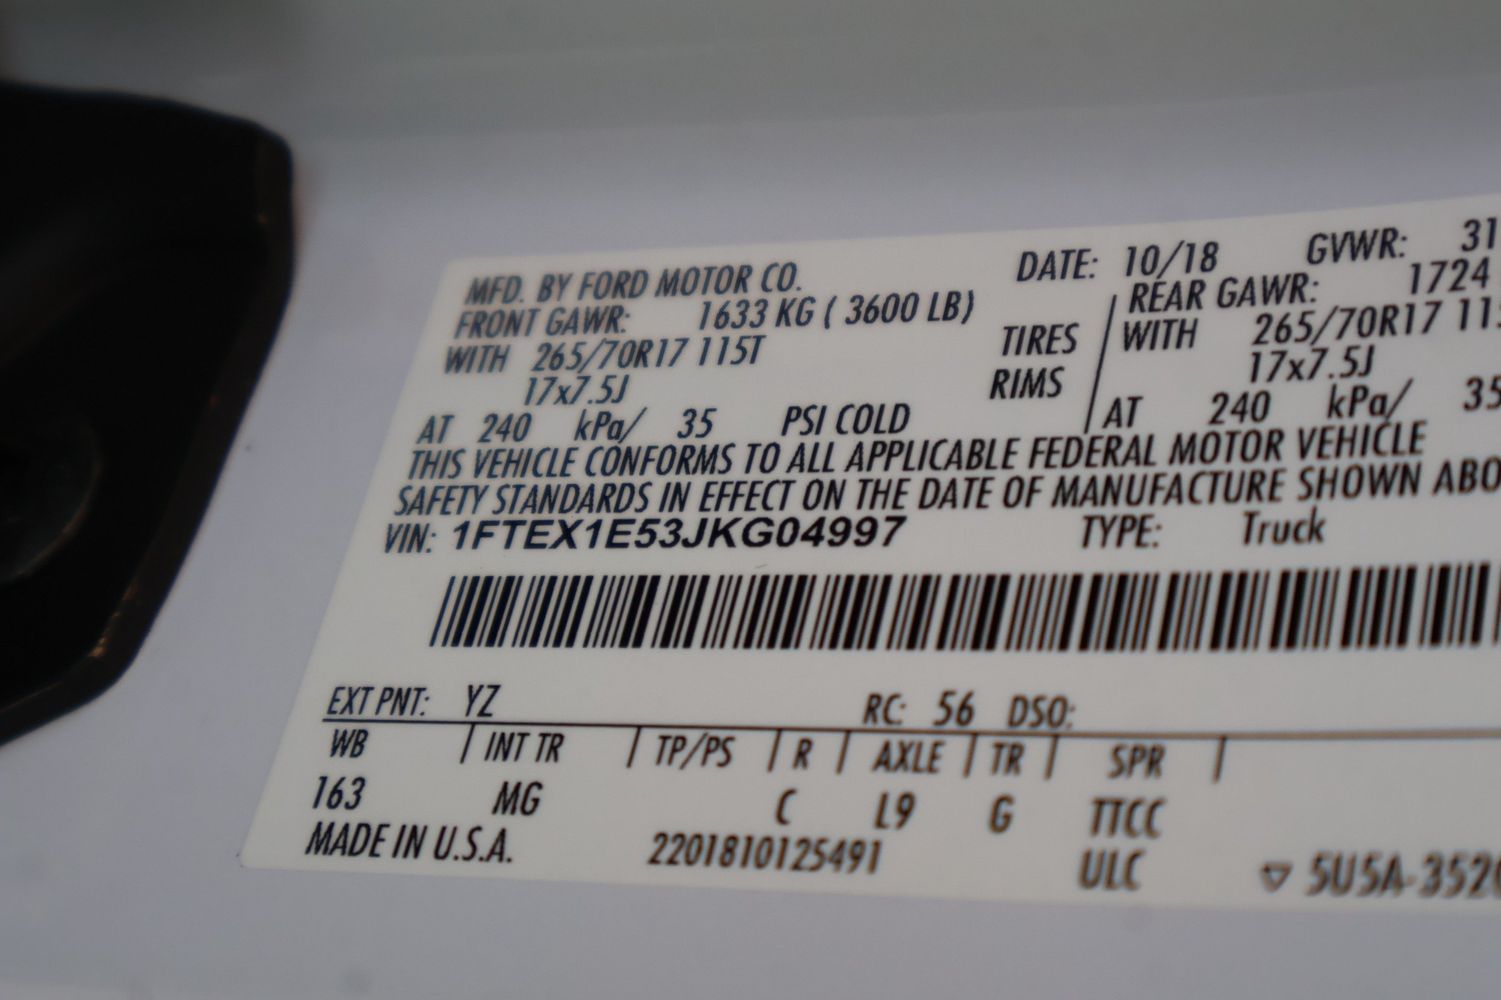 MFD. BY FORD MOTOR CO. DATE: 10/18 GVWR: 31
FRONT GAWR: 1633 KG ( 3600 LB) REAR GAWR: 1724
WITH 265/70R17 115T TIRES WITH 265/70R17 11
17x7.5J RIMS 17x7.5J
AT 240 kPa/ 35 PSI COLD AT 240 kPa/ 35
THIS VEHICLE CONFORMS TO ALL APPLICABLE FEDERAL MOTOR VEHICLE
SAFETY STANDARDS IN EFFECT ON THE DATE OF MANUFACTURE SHOWN ABO
VIN: 1FTEX1E53JKG04997 TYPE: Truck
EXT PNT: YZ RC: 56 DSO:
WB | INT TR | TP/PS | R | AXLE | TR | SPR |
163 MG C L9 G TTCC
MADE IN U.S.A. 2201810125491 ULC ▽ 5U5A-352